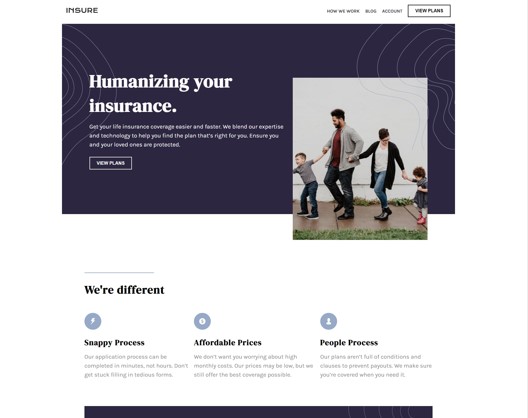 INSURE
HOW WE WORK BLOG ACCOUNT VIEW PLANS
Humanizing your
insurance.
Get your life insurance coverage easier and faster. We blend our expertise
and technology to help you find the plan that's right for you. Ensure you
and your loved ones are protected.
VIEW PLANS
We're different
Snappy Process
Our application process can be
completed in minutes, not hours. Don't
get stuck filling in tedious forms.
Affordable Prices
We don't want you worrying about high
monthly costs. Our prices may be low, but we
still offer the best coverage possible.
People Process
Our plans aren't full of conditions and
clauses to prevent payouts. We make sure
you're covered when you need it.